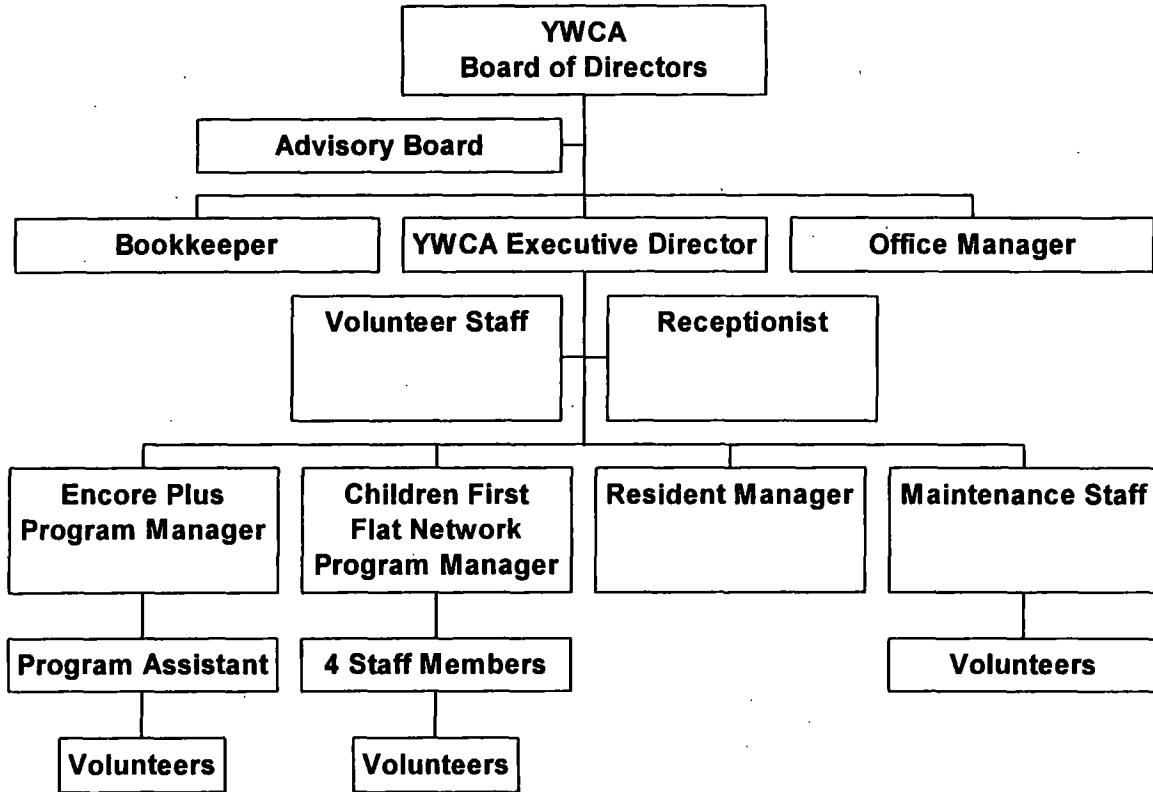 YWCA
Board of Directors
Advisory Board
Bookkeeper
YWCA Executive Director
Office Manager
Volunteer Staff
Receptionist
Encore Plus
Program Manager
Children First
Flat Network
Program Manager
Resident Manager
Maintenance Staff
Program Assistant
4 Staff Members
Volunteers
Volunteers
Volunteers